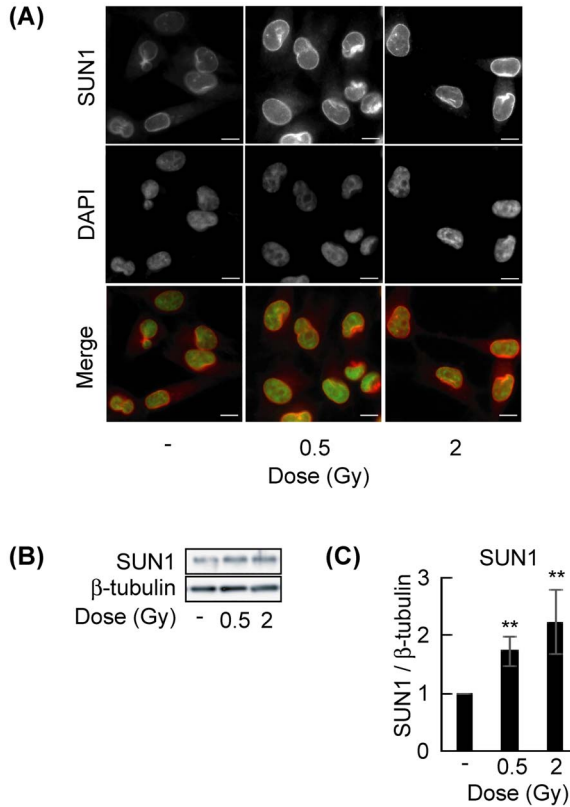 (A)
SUN1
DAPI
Merge
- 0.5 2
Dose (Gy)
(B)
SUN1
β-tubulin
Dose (Gy) - 0.5 2
(C)
SUN1
SUN1 / β-tubulin
3
2
1
0
**
**
- 0.5 2
Dose (Gy)